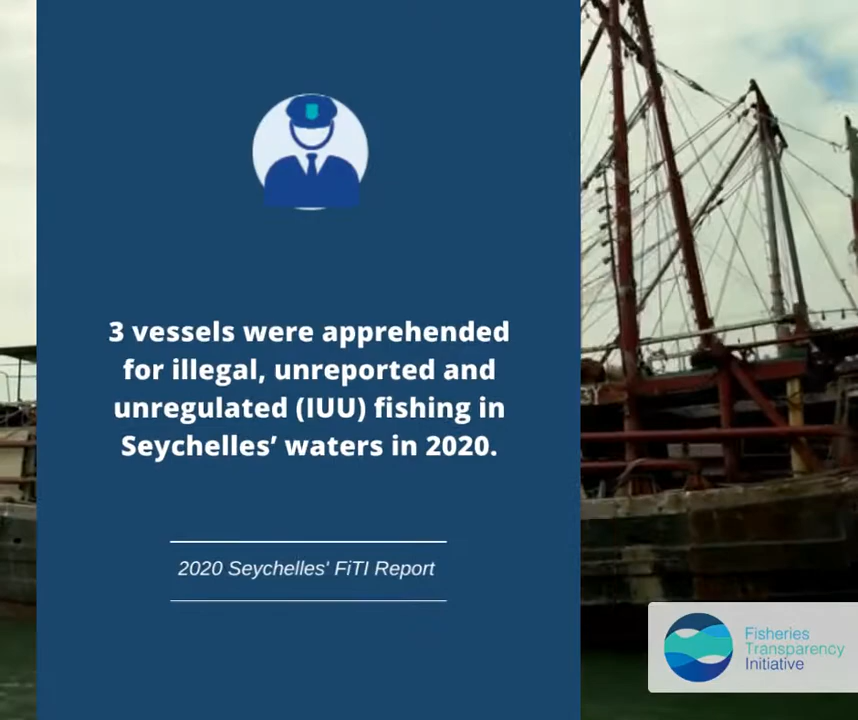 3 vessels were apprehended
for illegal, unreported and
unregulated (IUU) fishing in
Seychelles’ waters in 2020.
2020 Seychelles' FiTI Report
Fisheries
Transparency
Initiative